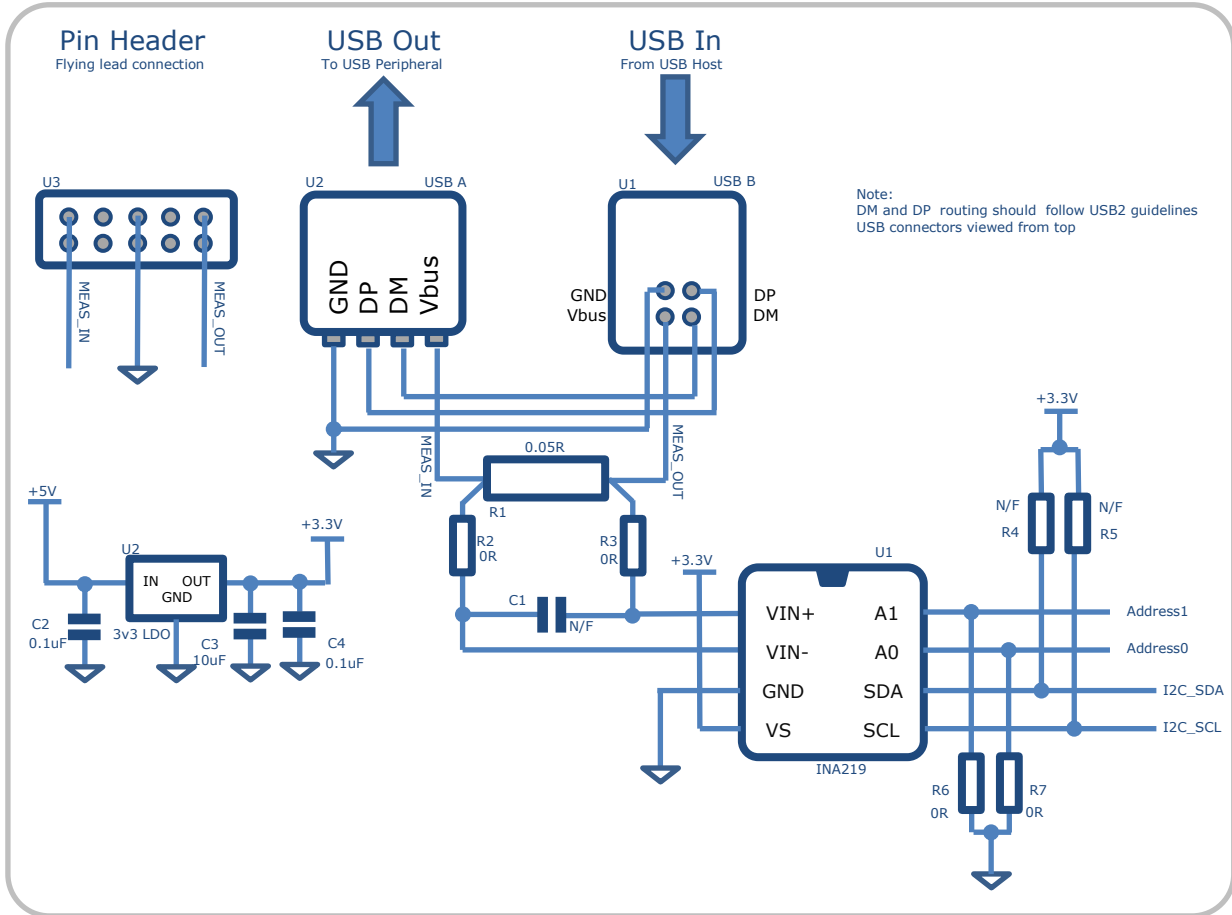 Pin Header
Flying lead connection
USB Out
To USB Peripheral
USB In
From USB Host
U3
MEAS_IN
MEAS_OUT
U2
USB A
GND
DP
DM
Vbus
U1
USB B
GND
Vbus
DP
DM
Note:
DM and DP routing should follow USB2 guidelines
USB connectors viewed from top
MEAS_IN
0.05R
MEAS_OUT
R1
R2
0R
R3
0R
C1
N/F
+5V
+3.3V
U2
IN
OUT
GND
3v3 LDO
C2
0.1uF
C3
10uF
C4
0.1uF
+3.3V
U1
VIN+
VIN-
GND
VS
A1
A0
SDA
SCL
INA219
+3.3V
N/F
R4
N/F
R5
Address1
Address0
I2C_SDA
I2C_SCL
R6
0R
R7
0R